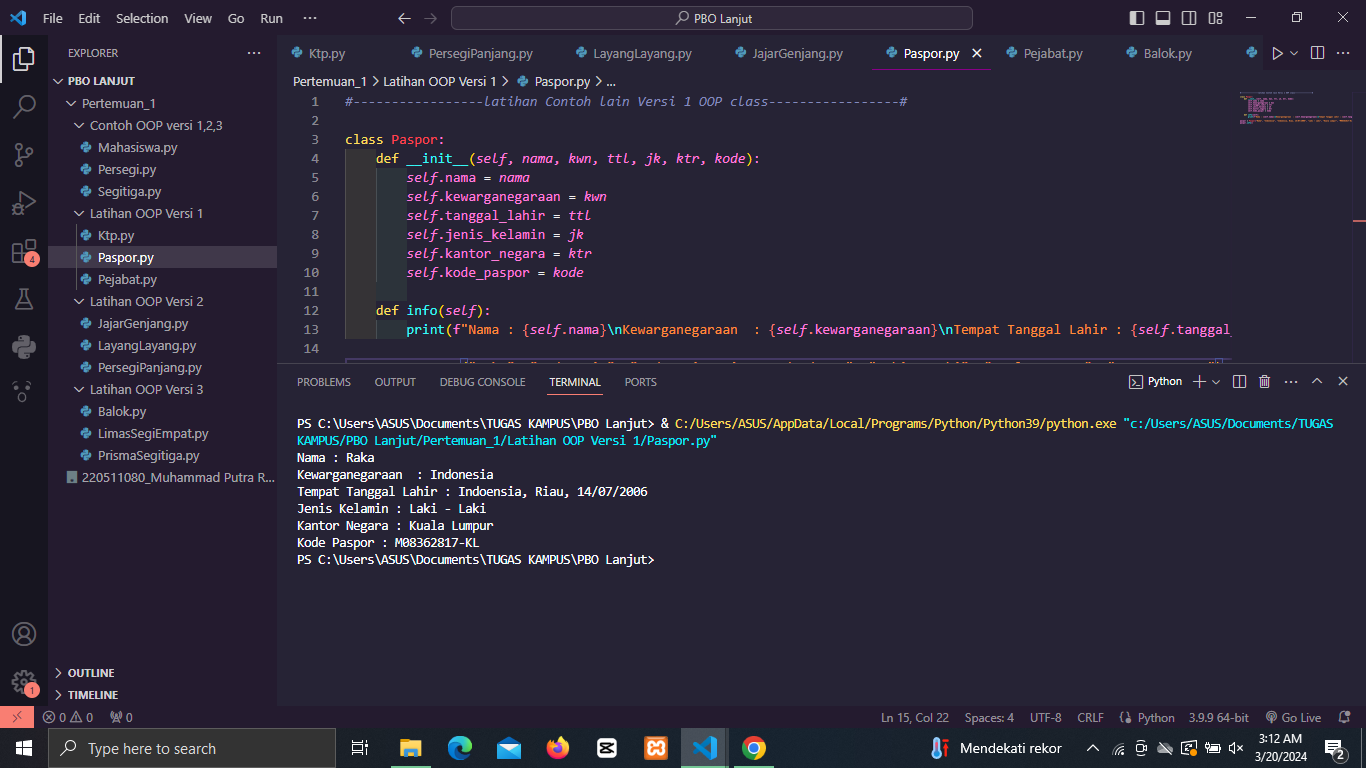 File Edit Selection View Go Run ··· PBO Lanjut
EXPLORER ···
PBO LANJUT
Pertemuan_1
Contoh OOP versi 1,2,3
Mahasiswa.py
Persegi.py
Segitiga.py
Latihan OOP Versi 1
Ktp.py
Paspor.py
Pejabat.py
Latihan OOP Versi 2
JajarGenjang.py
LayangLayang.py
PersegiPanjang.py
Latihan OOP Versi 3
Balok.py
LimasSegiEmpat.py
PrismaSegitiga.py
220511080_Muhammad Putra R...
OUTLINE
TIMELINE
4
1
Ktp.py PersegiPanjang.py LayangLayang.py JajarGenjang.py Paspor.py Pejabat.py Balok.py
Pertemuan_1 > Latihan OOP Versi 1 > Paspor.py > ...
1 #-----------------latihan Contoh lain Versi 1 OOP class-----------------#
2
3 class Paspor:
4 def __init__(self, nama, kwn, ttl, jk, ktr, kode):
5 self.nama = nama
6 self.kewarganegaraan = kwn
7 self.tanggal_lahir = ttl
8 self.jenis_kelamin = jk
9 self.kantor_negara = ktr
10 self.kode_paspor = kode
11
12 def info(self):
13 print(f"Nama : {self.nama}\nKewarganegaraan  : {self.kewarganegaraan}\nTempat Tanggal Lahir : {self.tanggal
14
PROBLEMS OUTPUT DEBUG CONSOLE TERMINAL PORTS Python
PS C:\Users\ASUS\Documents\TUGAS KAMPUS\PBO Lanjut> & C:/Users/ASUS/AppData/Local/Programs/Python/Python39/python.exe "c:/Users/ASUS/Documents/TUGAS
KAMPUS/PBO Lanjut/Pertemuan_1/Latihan OOP Versi 1/Paspor.py"
Nama : Raka
Kewarganegaraan  : Indonesia
Tempat Tanggal Lahir : Indoensia, Riau, 14/07/2006
Jenis Kelamin : Laki - Laki
Kantor Negara : Kuala Lumpur
Kode Paspor : M08362817-KL
PS C:\Users\ASUS\Documents\TUGAS KAMPUS\PBO Lanjut>
0 0 0 Ln 15, Col 22 Spaces: 4 UTF-8 CRLF Python 3.9.9 64-bit Go Live
Type here to search Mendekati rekor 3:12 AM
3/20/2024
2